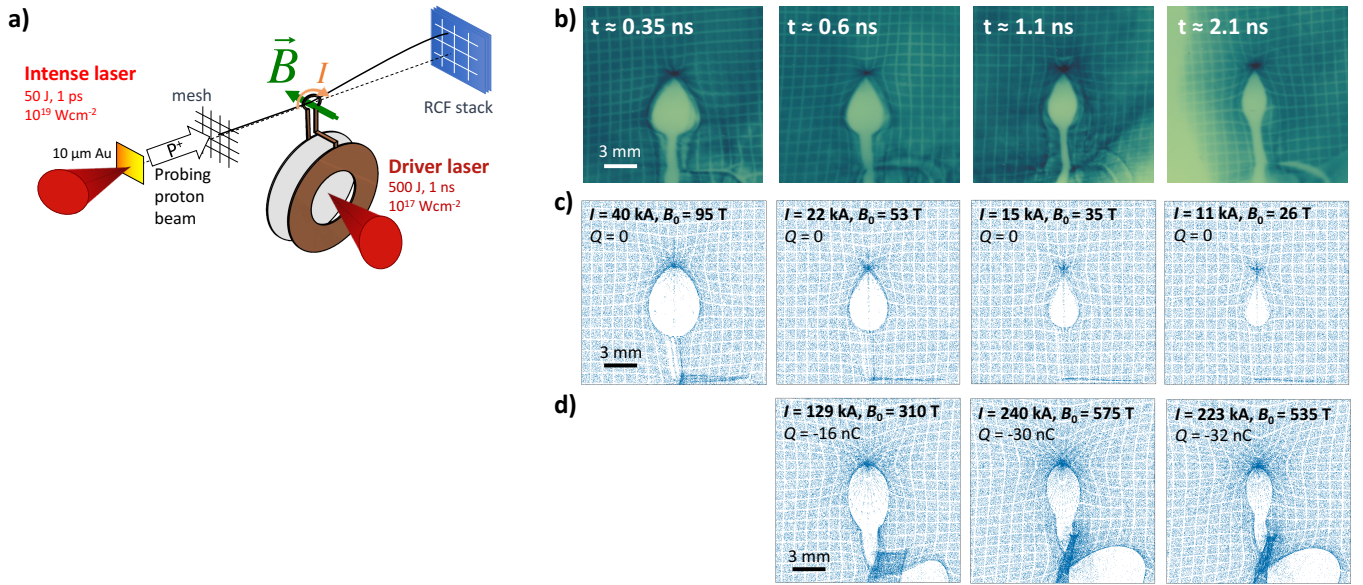 a)
Intense laser
50 J, 1 ps
10¹⁹ Wcm⁻²
mesh
10 µm Au
P⁺
Probing
proton
beam
B
I
RCF stack
Driver laser
500 J, 1 ns
10¹⁷ Wcm⁻²
b)
t ≈ 0.35 ns
t ≈ 0.6 ns
t ≈ 1.1 ns
t ≈ 2.1 ns
3 mm
c)
I = 40 kA, B₀ = 95 T
Q = 0
I = 22 kA, B₀ = 53 T
Q = 0
I = 15 kA, B₀ = 35 T
Q = 0
I = 11 kA, B₀ = 26 T
Q = 0
3 mm
d)
I = 129 kA, B₀ = 310 T
Q = -16 nC
I = 240 kA, B₀ = 575 T
Q = -30 nC
I = 223 kA, B₀ = 535 T
Q = -32 nC
3 mm